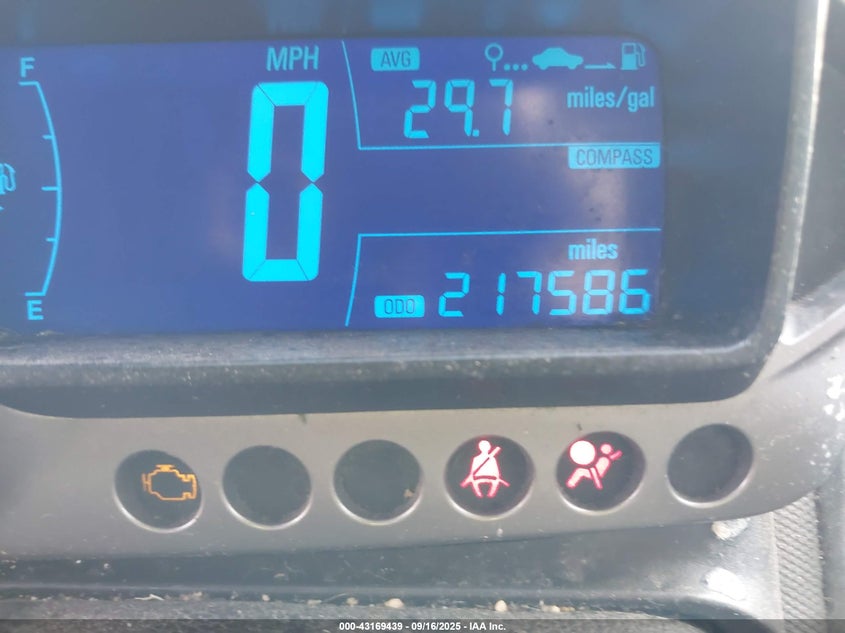 F
MPH
AVG
29.7 miles/gal
COMPASS
0
miles
E
ODO 217586
000-43169439 - 09/16/2025 - IAA Inc.